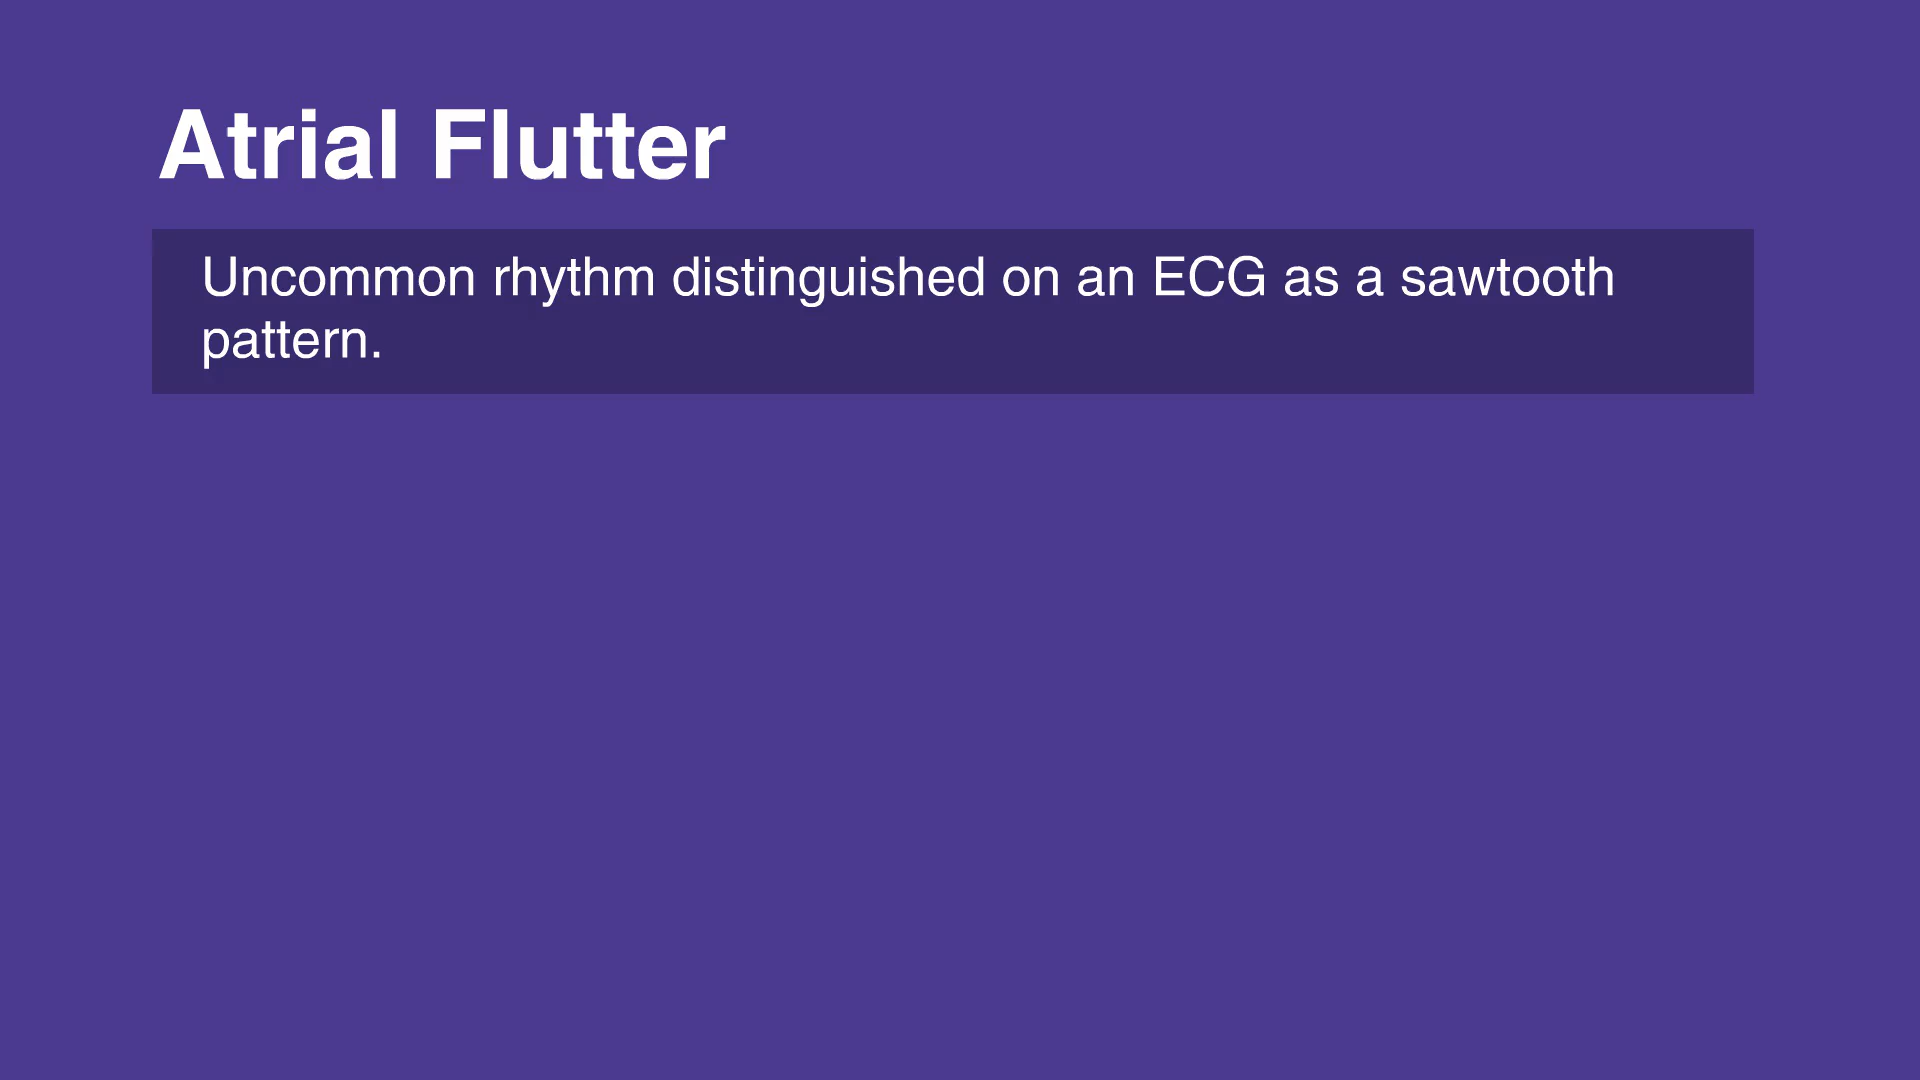 Atrial Flutter
Uncommon rhythm distinguished on an ECG as a sawtooth
pattern.